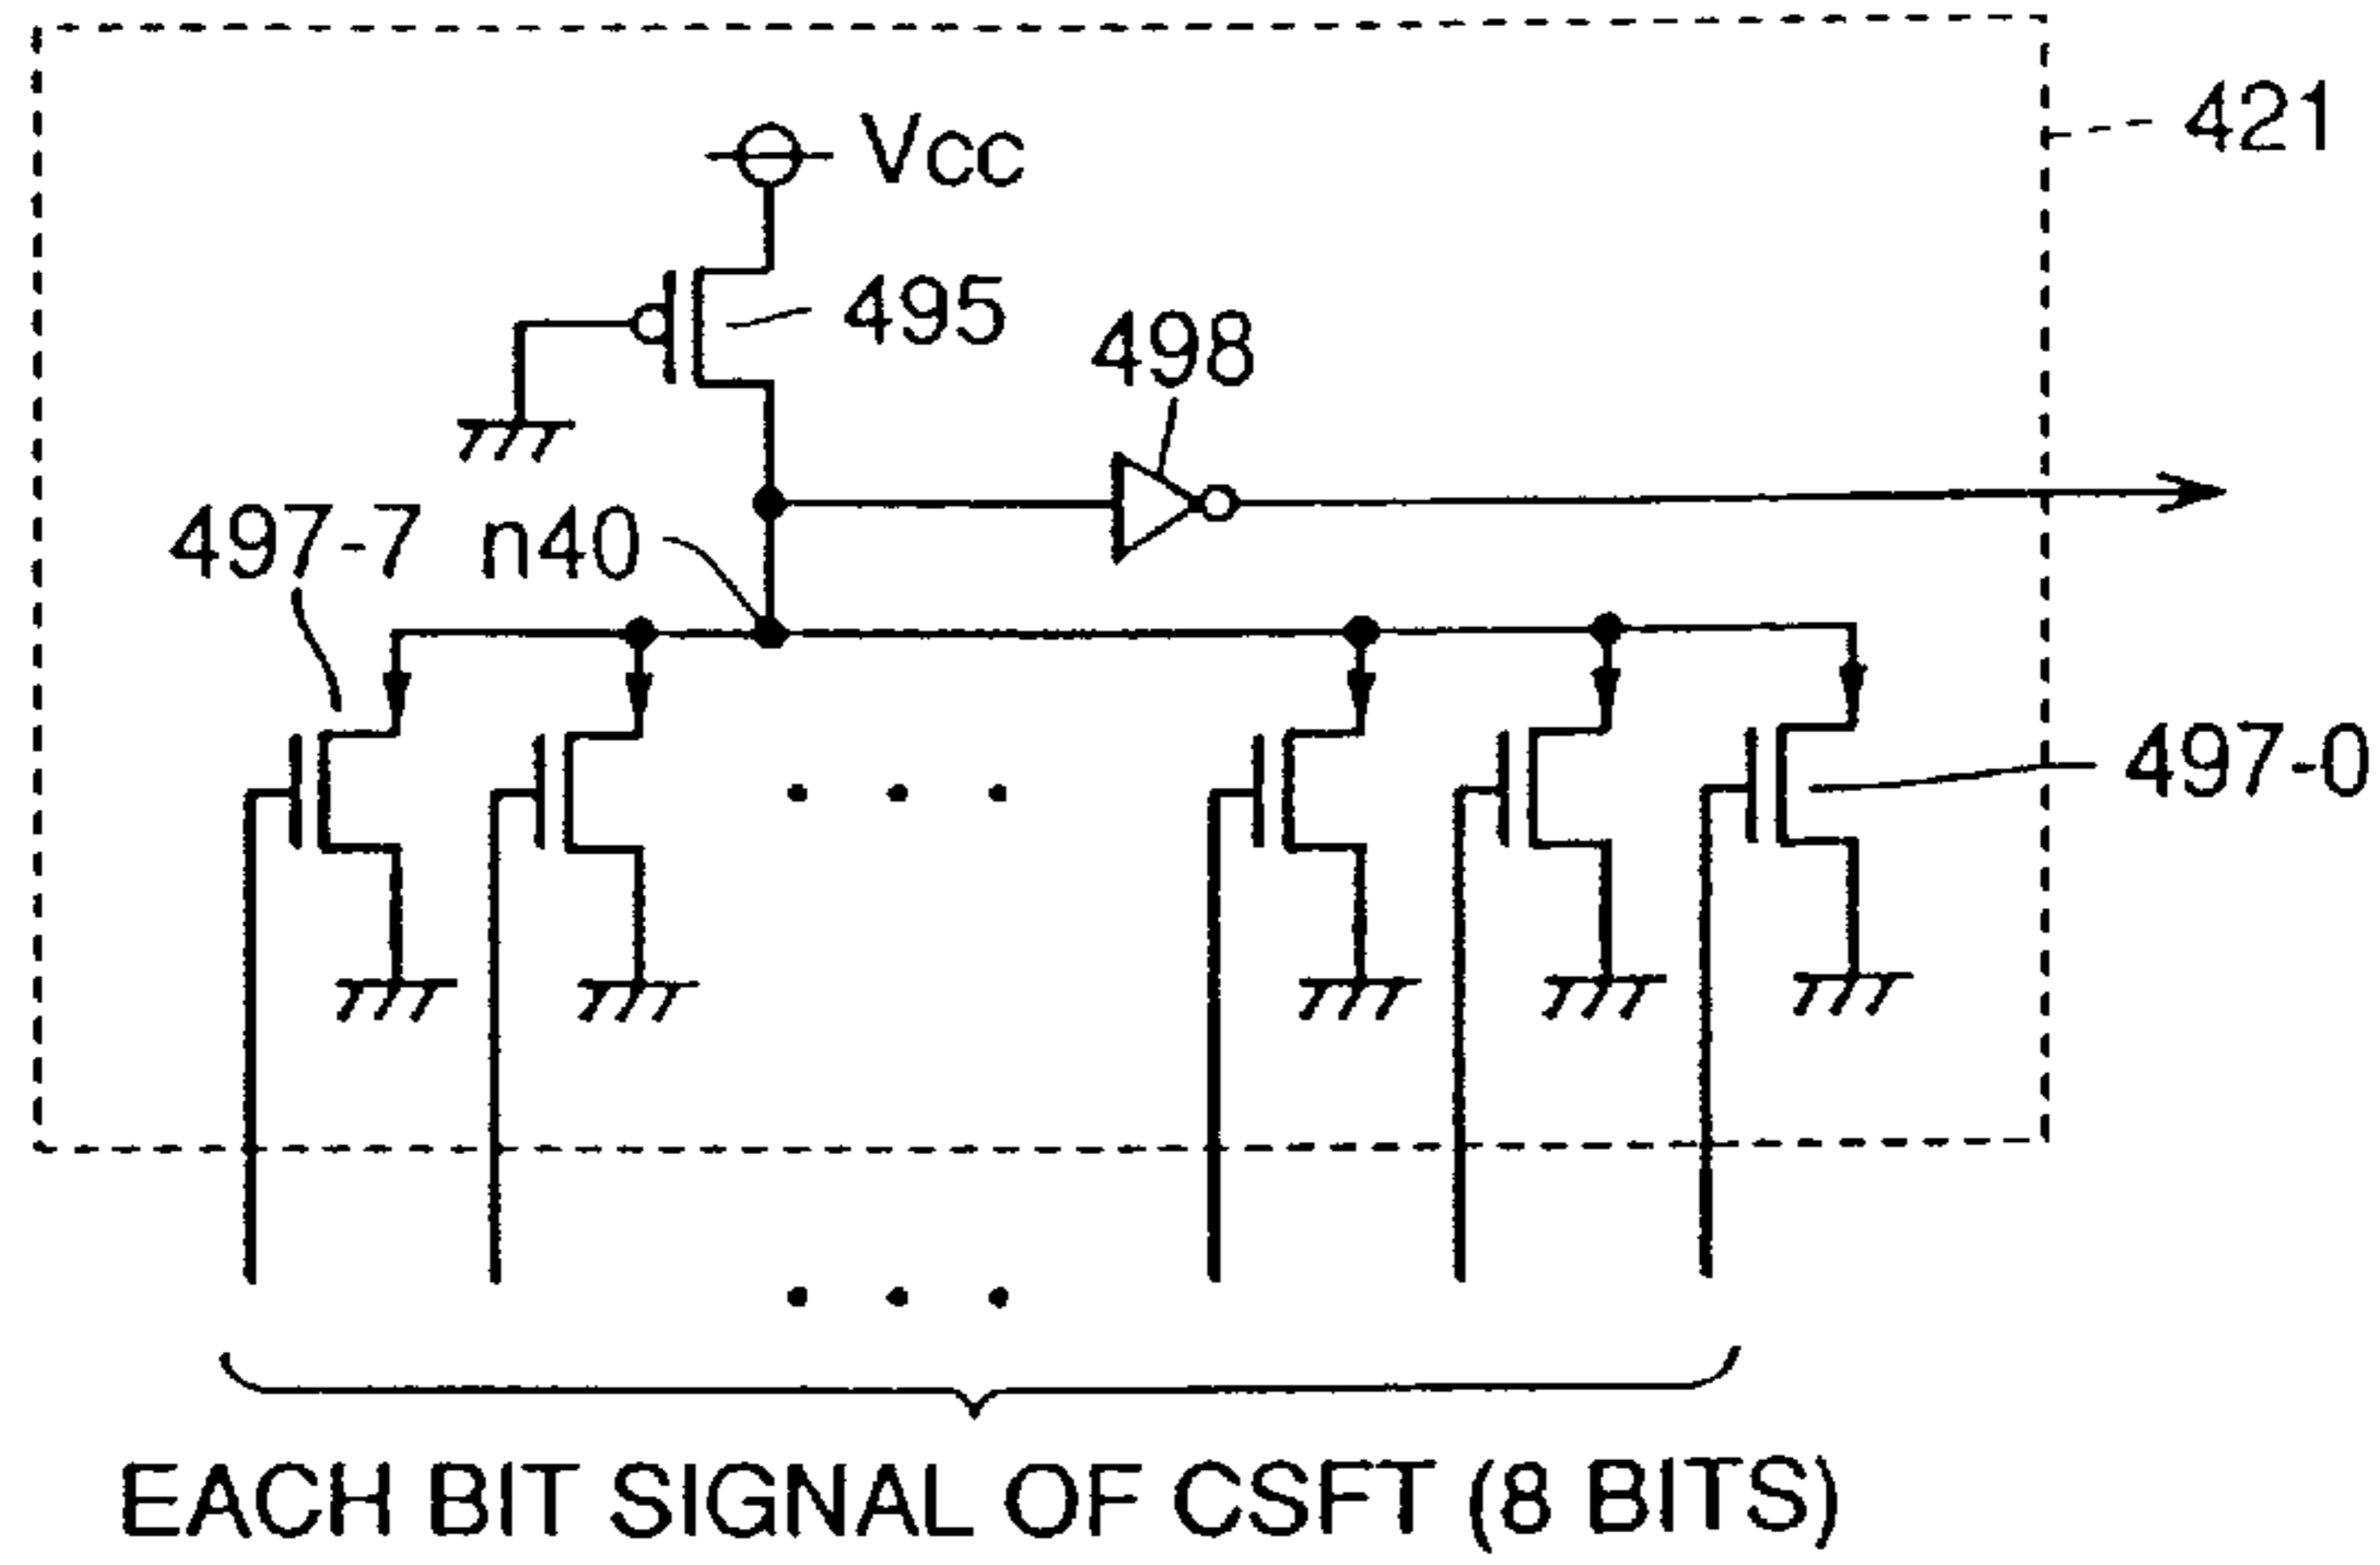 421
Vcc
495
498
497-7 n40
497-0
EACH BIT SIGNAL OF CSFT (8 BITS)